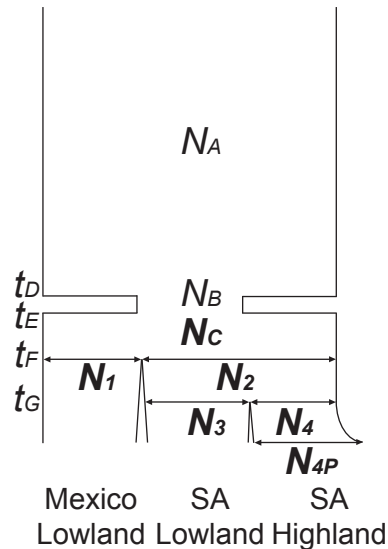 NA
tD
NB
tE
NC
tF
N1
N2
tG
N3
N4
N4P
Mexico SA SA
Lowland Lowland Highland